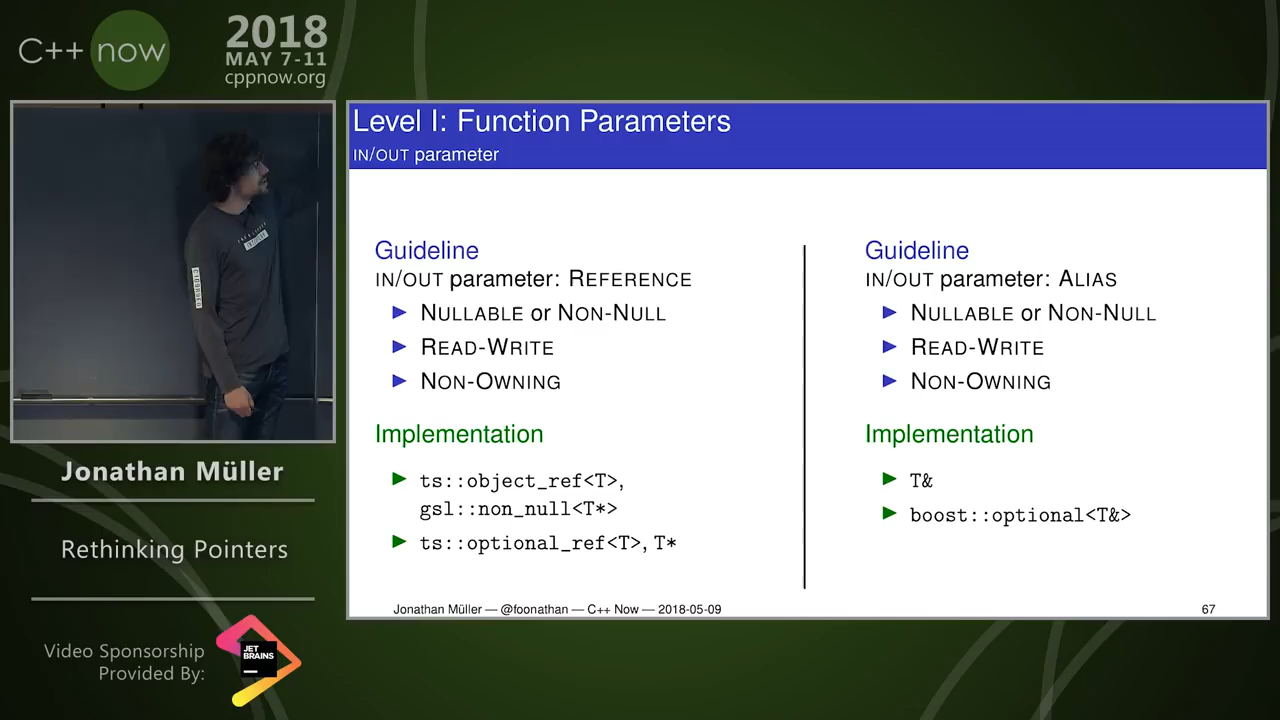 C++ now
2018
MAY 7-11
cppnow.org
Level I: Function Parameters
IN/OUT parameter
Guideline
IN/OUT parameter: REFERENCE
NULLABLE or NON-NULL
READ-WRITE
NON-OWNING
Implementation
ts::object_ref<T>,
gsl::non_null<T*>
ts::optional_ref<T>, T*
Guideline
IN/OUT parameter: ALIAS
NULLABLE or NON-NULL
READ-WRITE
NON-OWNING
Implementation
T&
boost::optional<T&>
Jonathan Müller — @foonathan — C++ Now — 2018-05-09
67
Jonathan Müller
Rethinking Pointers
Video Sponsorship
Provided By:
JET
BRAINS